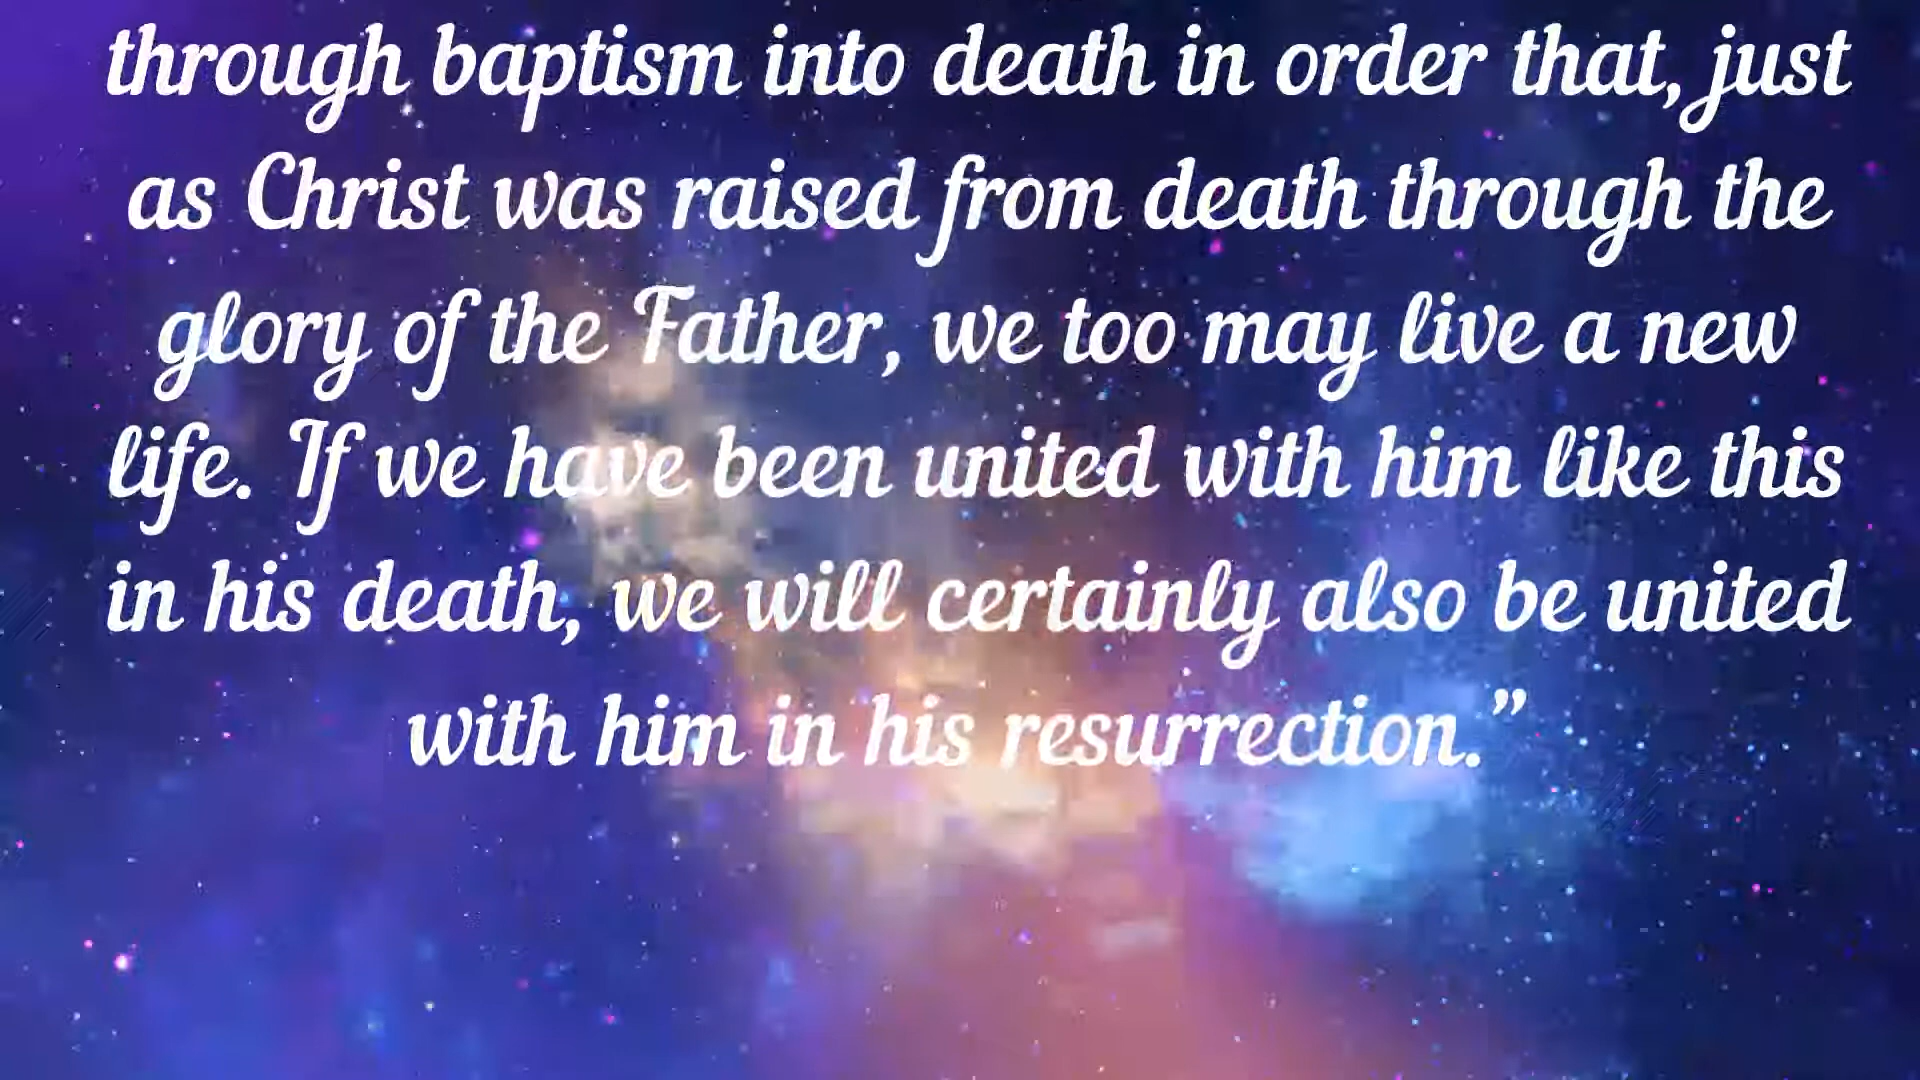 through baptism into death in order that, just
as Christ was raised from death through the
glory of the Father, we too may live a new
life. If we have been united with him like this
in his death, we will certainly also be united
with him in his resurrection.”